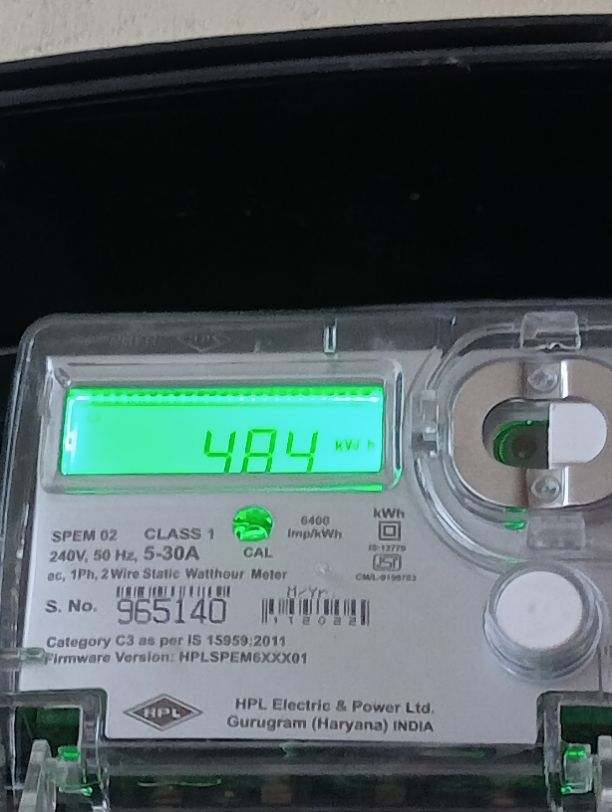 484 kWh
SPEM 02 CLASS 1 6400 imp/kWh kWh
240V, 50 Hz, 5-30A CAL IS:13779
ac, 1Ph, 2 Wire Static Watthour Meter
S. No. 965140 M/Yr.
112022
Category C3 as per IS 15959:2011
Firmware Version: HPLSPEM6XXX01
HPL HPL Electric & Power Ltd.
Gurugram (Haryana) INDIA